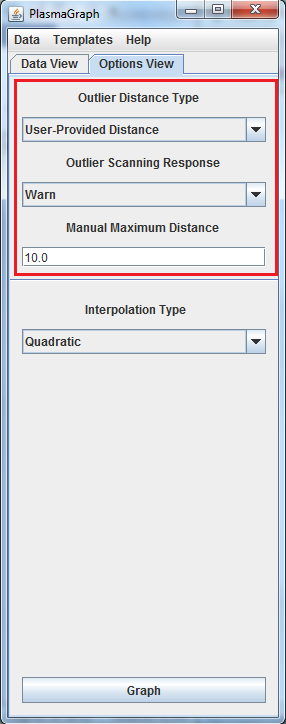 PlasmaGraph
Data Templates Help
Data View Options View
Outlier Distance Type
User-Provided Distance
Outlier Scanning Response
Warn
Manual Maximum Distance
10.0
Interpolation Type
Quadratic
Graph